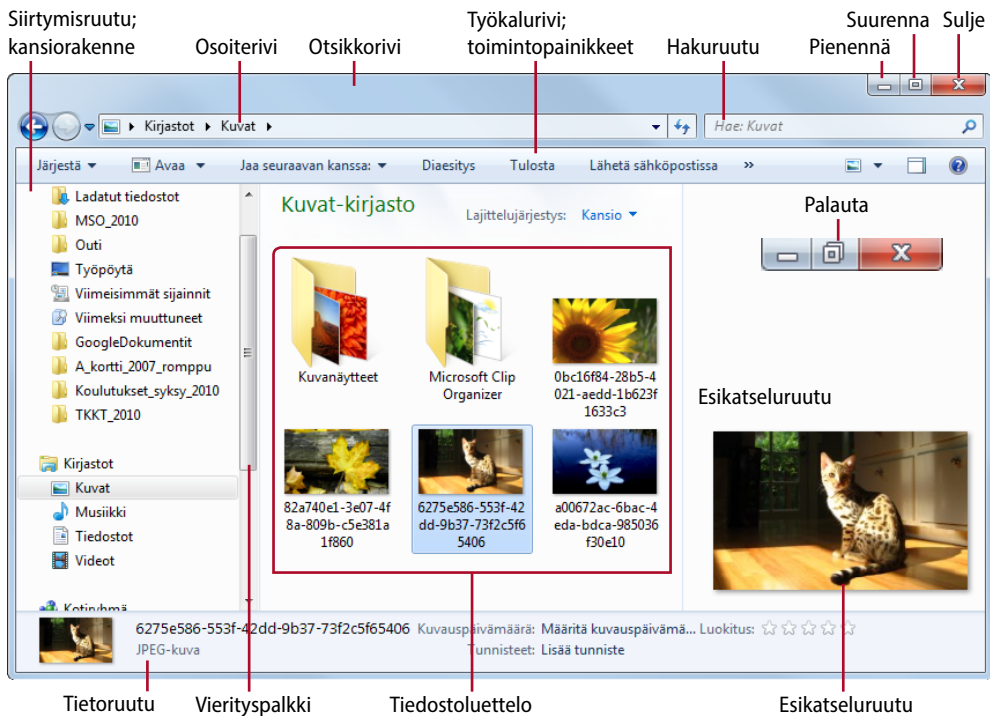 Siirtymisruutu;
kansiorakenne
Osoiterivi
Otsikkorivi
Työkalurivi;
toimintopainikkeet
Hakuruutu
Pienennä
Suurenna
Sulje
Kirjastot
Kuvat
Hae: Kuvat
Järjestä
Avaa
Jaa seuraavan kanssa:
Diaesitys
Tulosta
Lähetä sähköpostissa
»
Ladatut tiedostot
MSO_2010
Outi
Työpöytä
Viimeisimmät sijainnit
Viimeksi muuttuneet
GoogleDokumentit
A_kortti_2007_romppu
Koulutukset_syksy_2010
TKKT_2010
Kirjastot
Kuvat
Musiikki
Tiedostot
Videot
Kotiryhmä
Kuvat-kirjasto
Lajittelujärjestys: Kansio
Kuvanäytteet
Microsoft Clip
Organizer
0bc16f84-28b5-4
021-aedd-1b623f
1633c3
82a740e1-3e07-4f
8a-809b-c5e381a
1f860
6275e586-553f-42
dd-9b37-73f2c5f6
5406
a00672ac-6bac-4
eda-bdca-985036
f30e10
Palauta
Esikatseluruutu
6275e586-553f-42dd-9b37-73f2c5f65406
JPEG-kuva
Kuvauspäivämäärä: Määritä kuvauspäivämä...
Luokitus:
Tunnisteet: Lisää tunniste
Tietoruutu
Vierityspalkki
Tiedostoluettelo
Esikatseluruutu